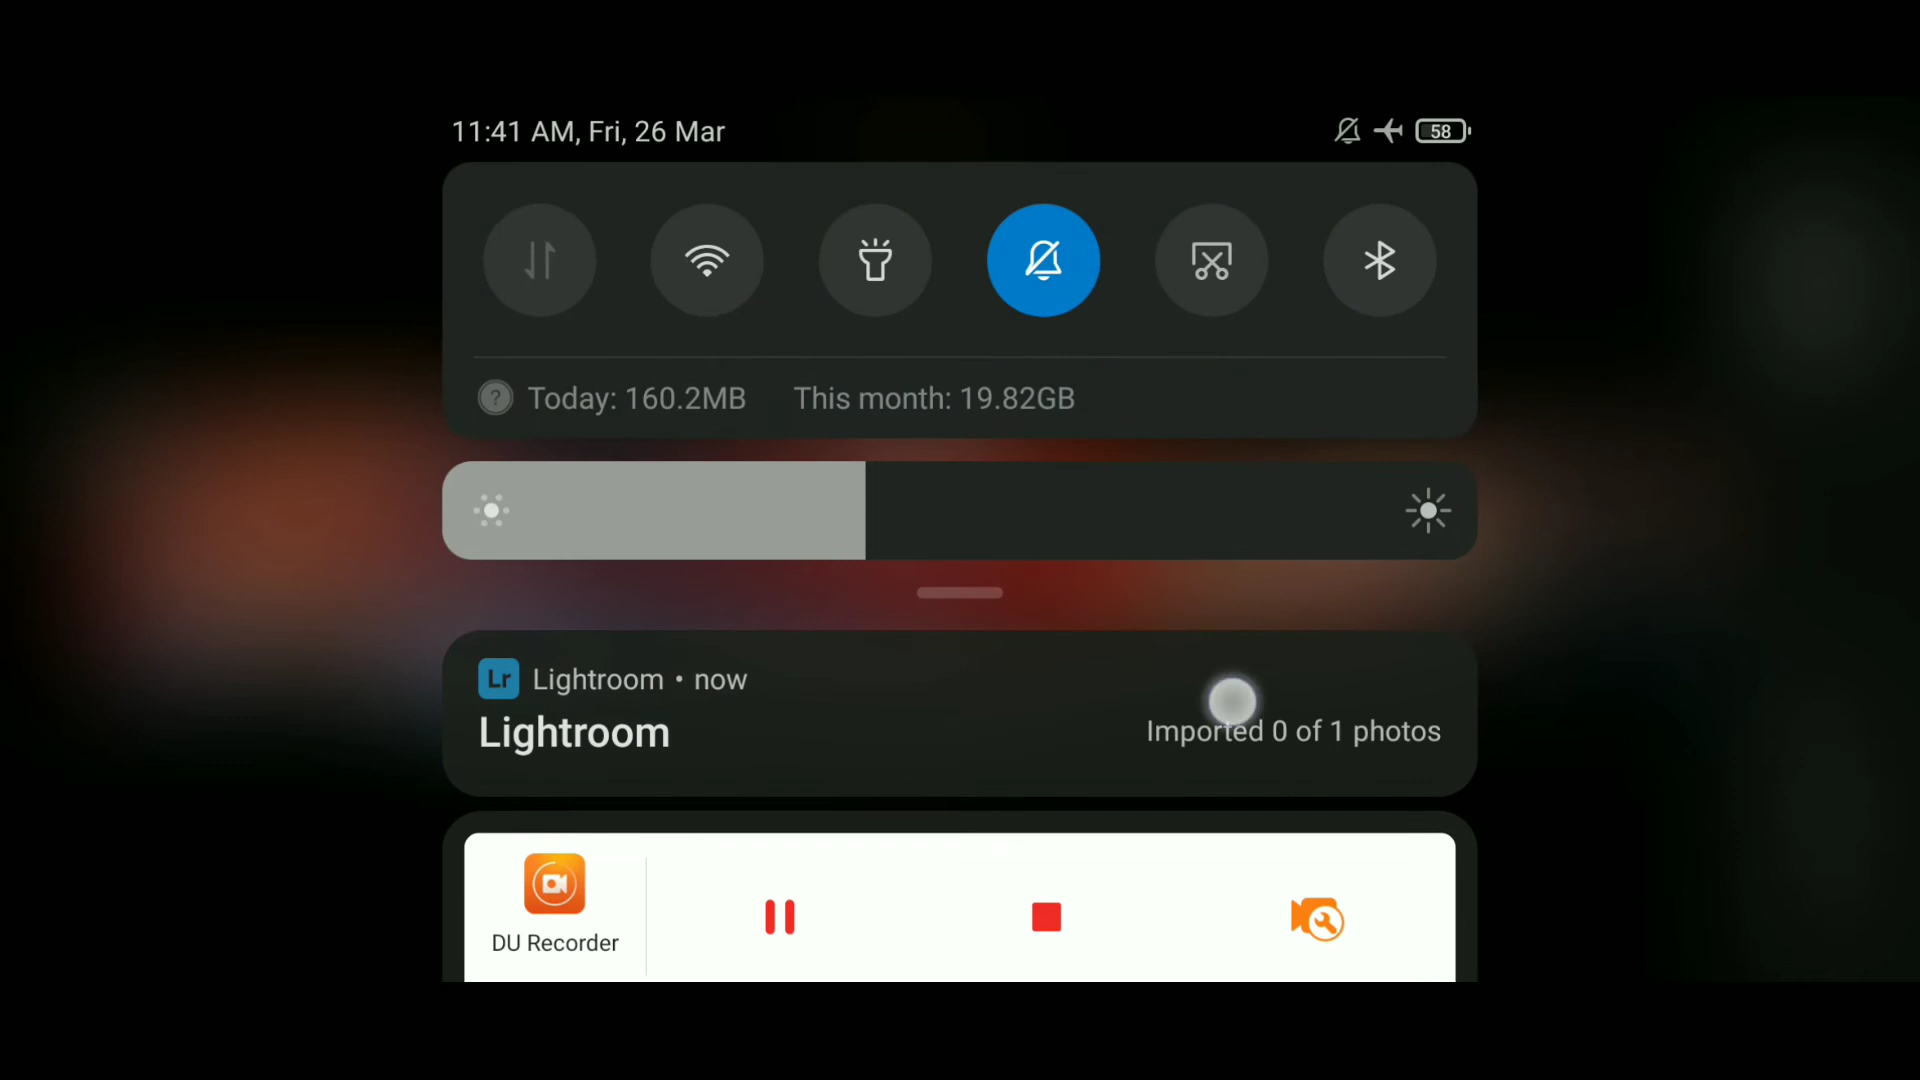 11:41 AM, Fri, 26 Mar
58
? Today: 160.2MB This month: 19.82GB
Lr Lightroom • now
Lightroom
Imported 0 of 1 photos
DU Recorder